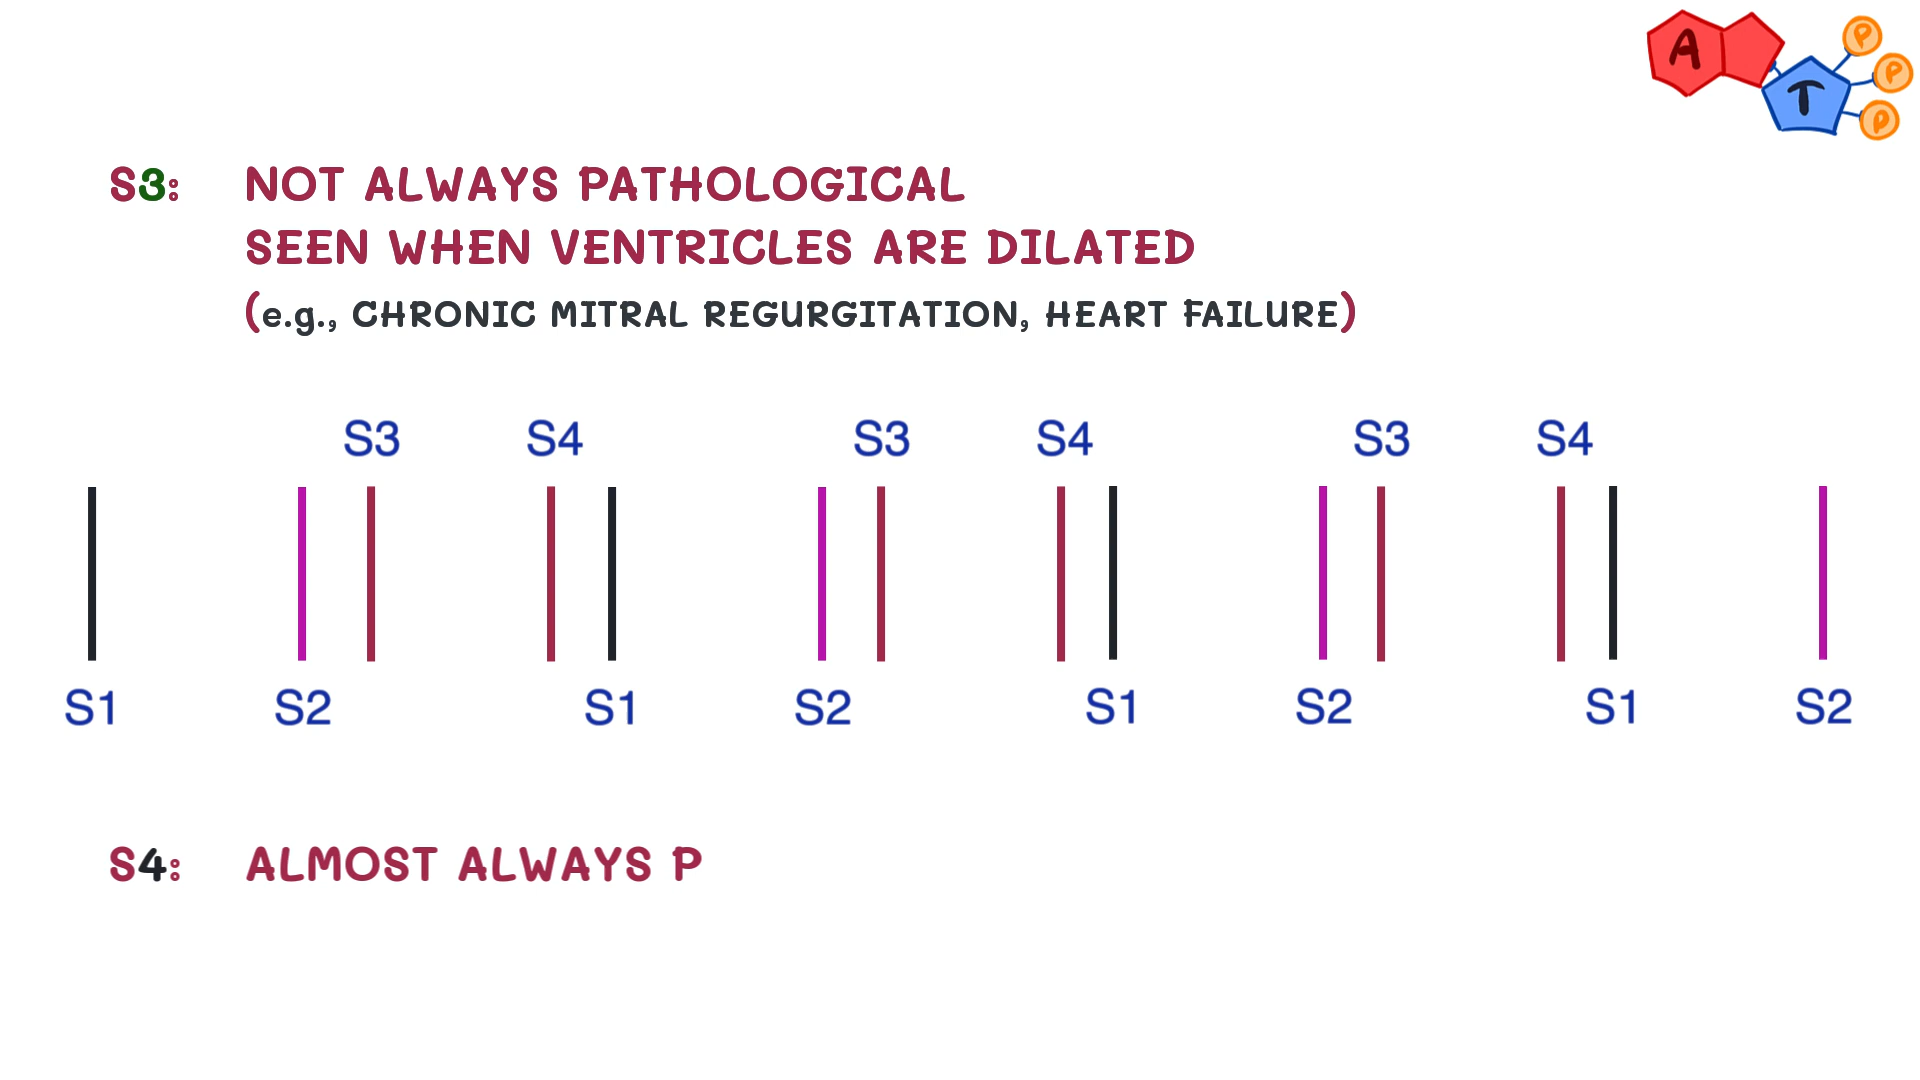 A
T
P
P
P
S3: NOT ALWAYS PATHOLOGICAL
SEEN WHEN VENTRICLES ARE DILATED
(e.g., CHRONIC MITRAL REGURGITATION, HEART FAILURE)
S3 S4 S3 S4 S3 S4
S1 S2 S1 S2 S1 S2 S1 S2
S4: ALMOST ALWAYS P